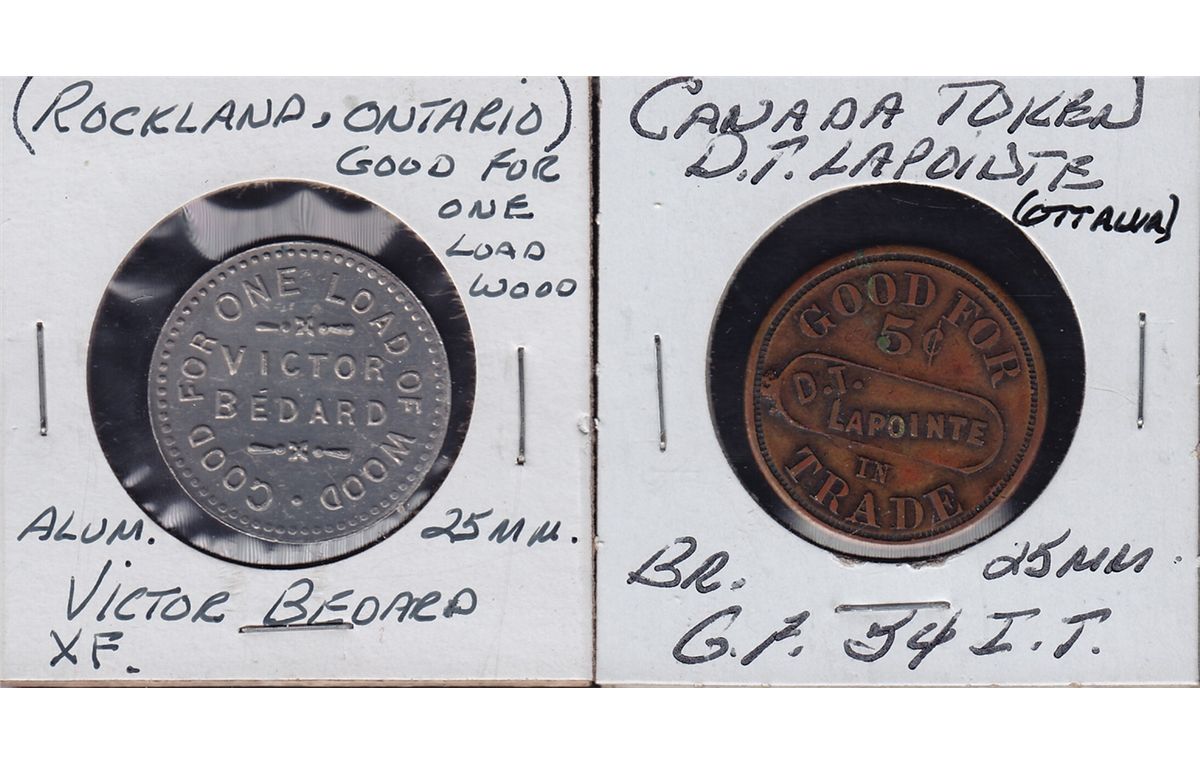 (ROCKLAND, ONTARIO)
GOOD FOR
ONE
LOAD
WOOD
GOOD FOR ONE LOAD OF WOOD
VICTOR
BÉDARD
ALUM. 25MM.
VICTOR BEDARD
XF.
CANADA TOKEN
D.T. LAPOINTE
(OTTAWA)
GOOD FOR
5¢
D.T.
LAPOINTE
IN
TRADE
BR. 25MM.
G.F. 5¢ I.T.